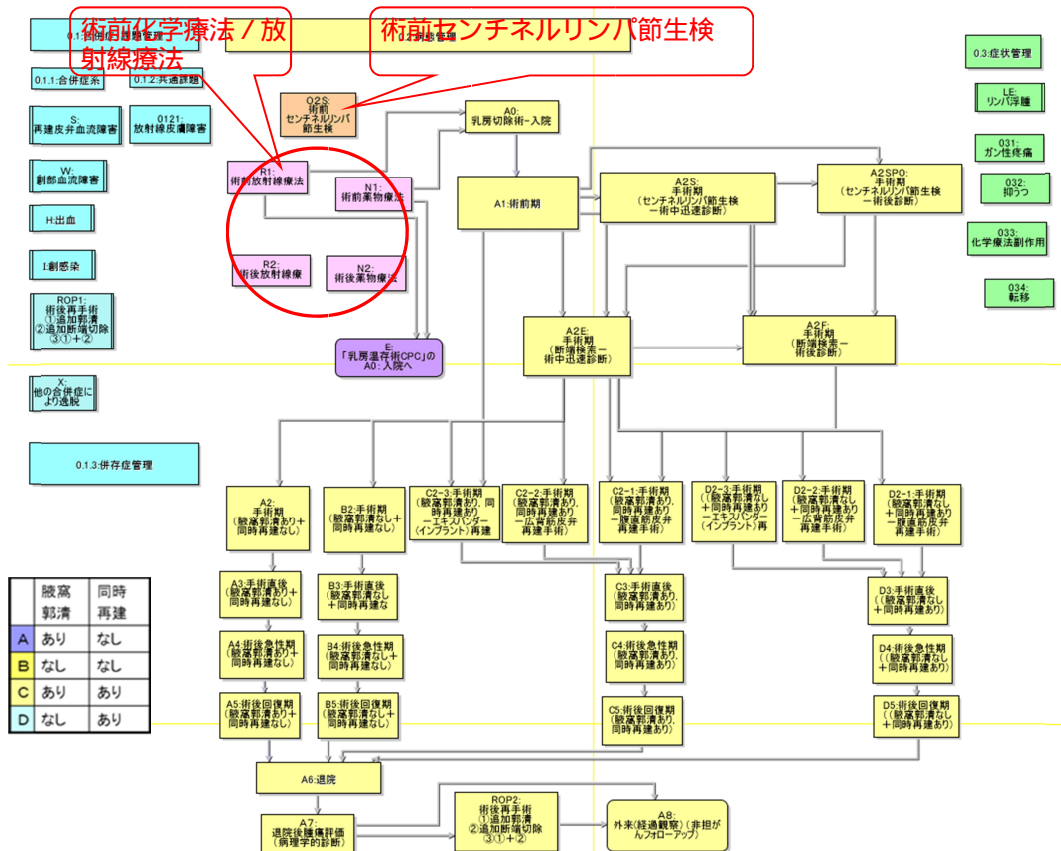 術前化学療法/放
射線療法
術前センチネルリンパ節生検
0.1:合併症/課題管理
0.3:症状管理
0.1.1:合併症系
0.1.2:共通課題
S:
再建皮弁血流障害
0121:
放射線皮膚障害
W:
創部血流障害
H:出血
I:創感染
ROP1:
術後再手術
①追加郭清
②追加断端切除
③①+②
X:
他の合併症に
より逸脱
0.1.3:併存症管理
O2S:
術前
センチネルリンパ
節生検
R1:
術前放射線療法
N1:
術前薬物療法
R2:
術後放射線療
N2:
術後薬物療法
E:
「乳房温存術CPC」の
A0:入院へ
A0:
乳房切除術-入院
A1:術前期
A2S:
手術期
(センチネルリンパ節生検
ー術中迅速診断)
A2SPO:
手術期
(センチネルリンパ節生検
ー術後診断)
LE:
リンパ浮腫
031:
ガン性疼痛
032:
抑うつ
033:
化学療法副作用
034:
転移
A2E:
手術期
(断端検索ー
術中迅速診断)
A2F:
手術期
(断端検索ー
術後診断)
A2:
手術期
(腋窩郭清あり+
同時再建なし)
B2:手術期
(腋窩郭清なし+
同時再建なし)
C2-3:手術期
(腋窩郭清あり,同
時再建あり)
ーエキスパンダー
(インプラント)再建
C2-2:手術期
(腋窩郭清あり,
同時再建あり)
ー広背筋皮弁
再建手術)
C2-1:手術期
(腋窩郭清あり,
同時再建あり)
ー腹直筋皮弁
再建手術)
D2-3:手術期
((腋窩郭清なし
+同時再建あり
ーエキスパンダー
(インプラント)再
D2-2:手術期
(腋窩郭清なし
+同時再建あり
ー広背筋皮弁
再建手術)
D2-1:手術期
(腋窩郭清なし
+同時再建あり
ー腹直筋皮弁
再建手術)
A3:手術直後
(腋窩郭清あり+
同時再建なし)
B3:手術直後
(腋窩郭清なし
+同時再建な
C3:手術直後
(腋窩郭清あり,
同時再建あり)
D3:手術直後
((腋窩郭清なし
+同時再建あり)
A4:術後急性期
(腋窩郭清あり+
同時再建なし)
B4:術後急性期
(腋窩郭清なし+
同時再建なし)
C4:術後急性期
(腋窩郭清あり,
同時再建あり)
D4:術後急性期
((腋窩郭清なし
+同時再建あり)
A5:術後回復期
(腋窩郭清あり+
同時再建なし)
B5:術後回復期
(腋窩郭清なし+
同時再建なし)
C5:術後回復期
(腋窩郭清あり,
同時再建あり)
D5:術後回復期
((腋窩郭清なし
+同時再建あり)
腋窩 同時
郭清 再建
A あり なし
B なし なし
C あり あり
D なし あり
A6:退院
A7:
退院後腫瘍評価
(病理学的診断)
ROP2:
術後再手術
①追加郭清
②追加断端切除
③①+②
A8:
外来(経過観察)(非担が
んフォローアップ)